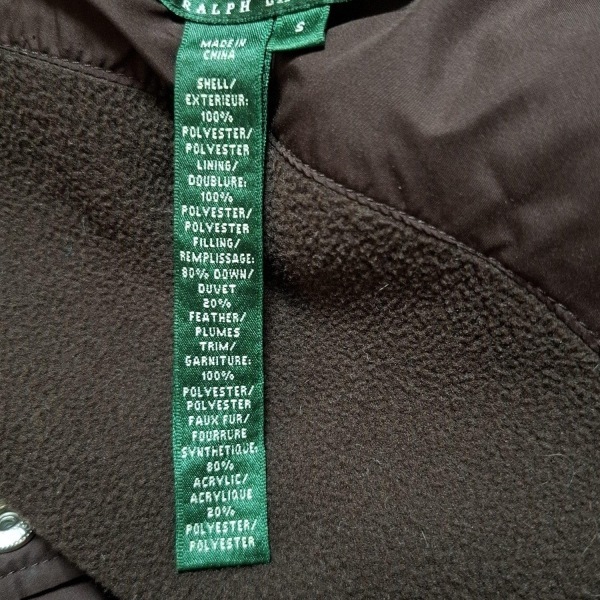 RALPH
S
MADE IN
CHINA
SHELL/
EXTERIEUR:
100%
POLYESTER/
POLYESTER
LINING/
DOUBLURE:
100%
POLYESTER/
POLYESTER
FILLING/
REMPLISSAGE:
80% DOWN/
DUVET
20%
FEATHER/
PLUMES
TRIM/
GARNITURE:
100%
POLYESTER/
POLYESTER
FAUX FUR/
FOURRURE
SYNTHETIQUE:
80%
ACRYLIC/
ACRYLIQUE
20%
POLYESTER/
POLYESTER